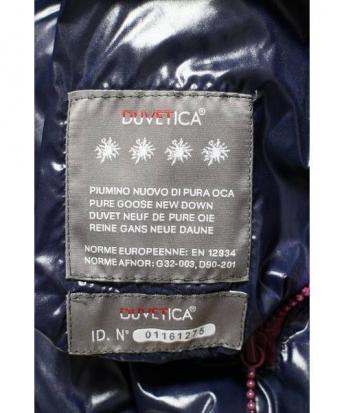 DUVETICA®
PIUMINO NUOVO DI PURA OCA
PURE GOOSE NEW DOWN
DUVET NEUF DE PURE OIE
REINE GANS NEUE DAUNE
NORME EUROPEENNE: EN 12934
NORME AFNOR: G32-003, D90-201
DUVETICA®
ID. N° 01161275